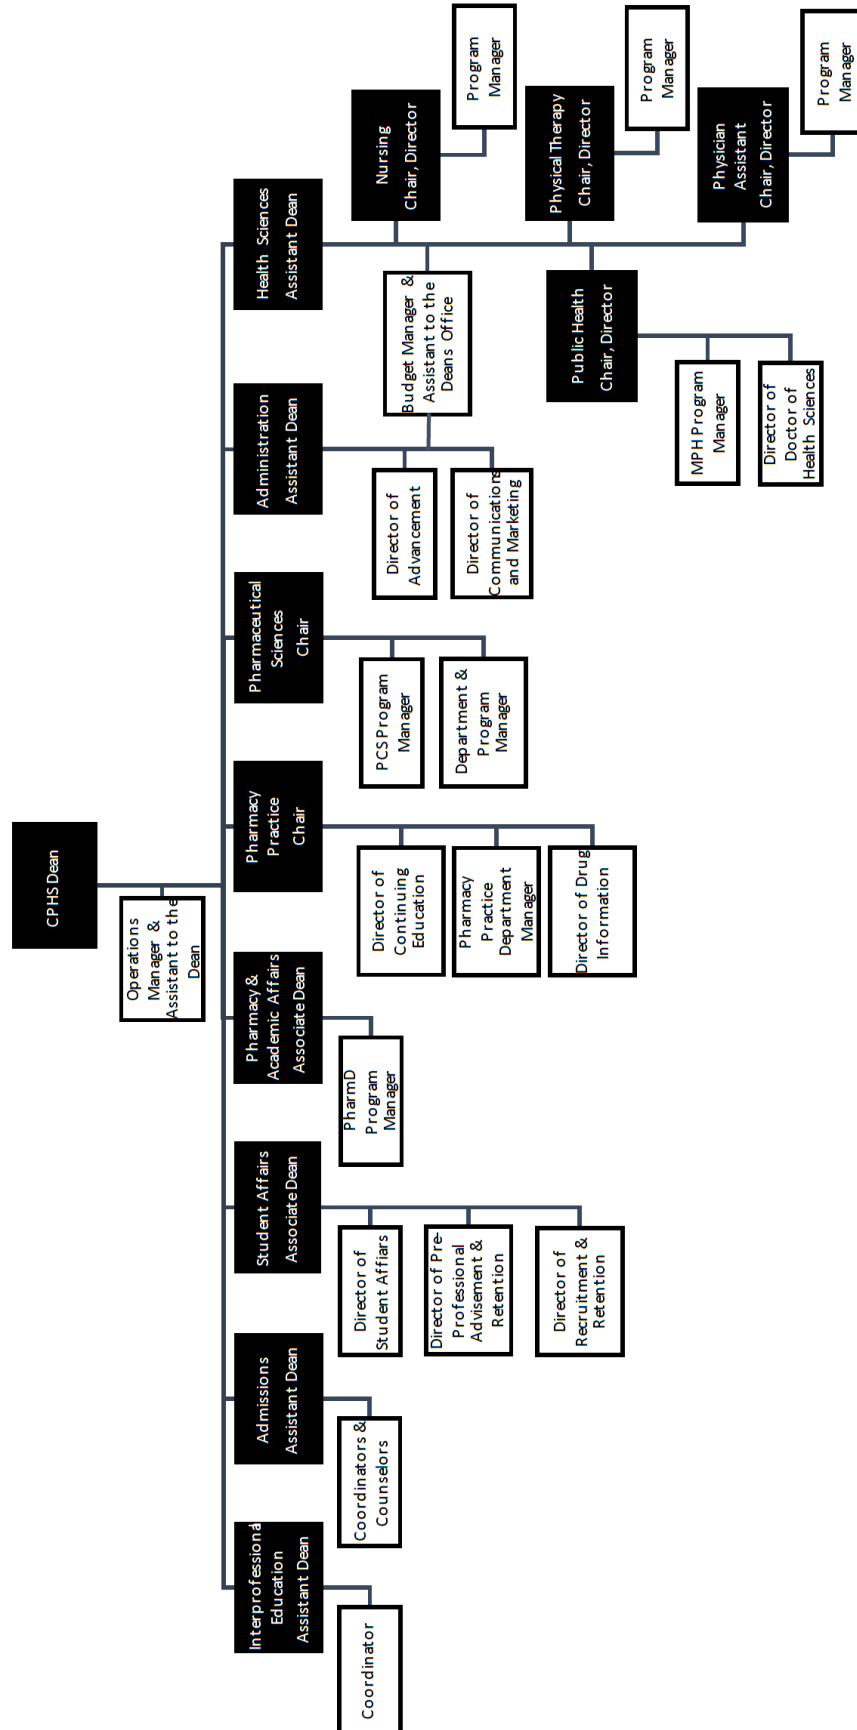 CPHS Dean
Operations
Manager &
Assistant to the
Dean
Interprofessional
Education
Assistant Dean
Coordinator
Admissions
Assistant Dean
Coordinators &
Counselors
Student Affairs
Associate Dean
Director of
Student Affiars
Director of Pre-
Professional
Advisement &
Retention
Director of
Recruitment &
Retention
Pharmacy &
Academic Affairs
Associate Dean
PharmD
Program
Manager
Pharmacy
Practice
Chair
Director of
Continuing
Education
Pharmacy
Practice
Department
Manager
Director of Drug
Information
Pharmaceutical
Sciences
Chair
PCS Program
Manager
Department &
Program
Manager
Administration
Assistant Dean
Director of
Advancement
Director of
Communications
and Marketing
Budget Manager &
Assistant to the
Deans Office
Health Sciences
Assistant Dean
Nursing
Chair, Director
Program
Manager
Physical Therapy
Chair, Director
Program
Manager
Physician
Assistant
Chair, Director
Program
Manager
Public Health
Chair, Director
MPH Program
Manager
Director of
Doctor of
Health Sciences